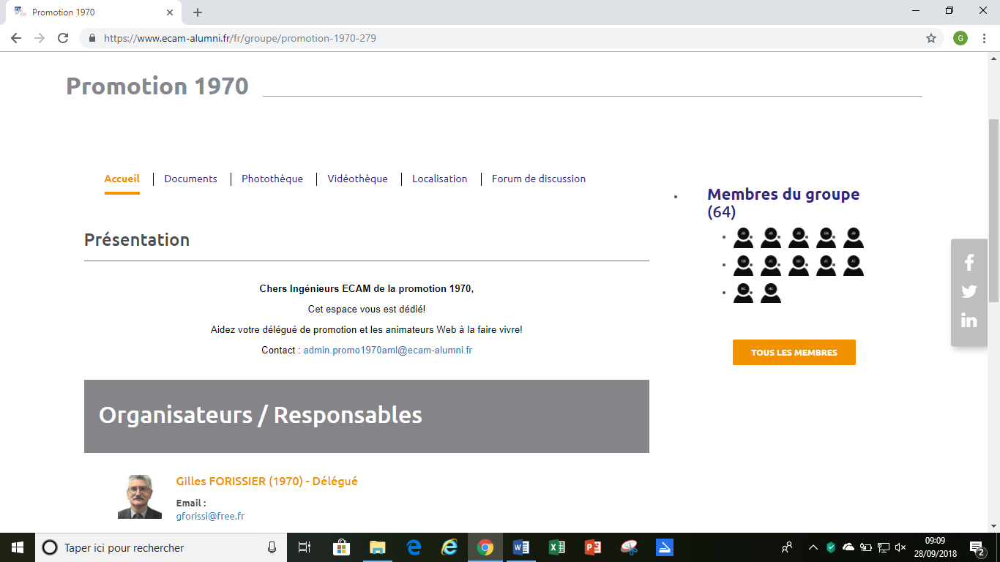 Promotion 1970
https://www.ecam-alumni.fr/fr/groupe/promotion-1970-279
G
Promotion 1970
Accueil
Documents
Photothèque
Vidéothèque
Localisation
Forum de discussion
Membres du groupe
(64)
TOUS LES MEMBRES
Présentation
Chers Ingénieurs ECAM de la promotion 1970,
Cet espace vous est dédié!
Aidez votre délégué de promotion et les animateurs Web à la faire vivre!
Contact : admin.promo1970aml@ecam-alumni.fr
Organisateurs / Responsables
Gilles FORISSIER (1970) - Délégué
Email :
gforissi@free.fr
Taper ici pour rechercher
09:09
28/09/2018
2